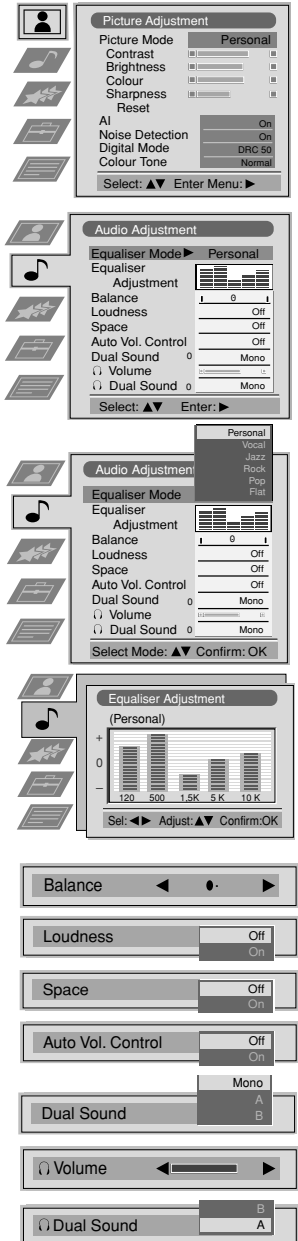 Picture Adjustment
Picture Mode Personal
Contrast
Brightness
Colour
Sharpness
Reset
AI On
Noise Detection On
Digital Mode DRC 50
Colour Tone Normal
Select: ▲▼ Enter Menu: ▶
Audio Adjustment
Equaliser Mode▶ Personal
Equaliser
Adjustment
Balance 0
Loudness Off
Space Off
Auto Vol. Control Off
Dual Sound 0 Mono
Volume
Dual Sound 0 Mono
Select: ▲▼ Enter: ▶
Personal
Vocal
Jazz
Rock
Pop
Flat
Audio Adjustment
Equaliser Mode
Equaliser
Adjustment
Balance 0
Loudness Off
Space Off
Auto Vol. Control Off
Dual Sound 0 Mono
Volume
Dual Sound 0 Mono
Select Mode: ▲▼ Confirm: OK
Equaliser Adjustment
(Personal)
+
0
–
120 500 1,5K 5 K 10 K
Sel: ◀▶ Adjust: ▲▼ Confirm:OK
Balance ◀ ▶
Loudness Off
On
Space Off
On
Auto Vol. Control Off
On
Mono
A
Dual Sound B
Volume ◀ ▶
B
Dual Sound A